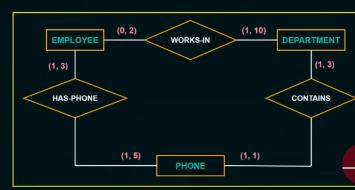 (0, 2)
(1, 10)
EMPLOYEE
WORKS-IN
DEPARTMENT
(1, 3)
(1, 3)
HAS-PHONE
CONTAINS
(1, 5)
(1, 1)
PHONE